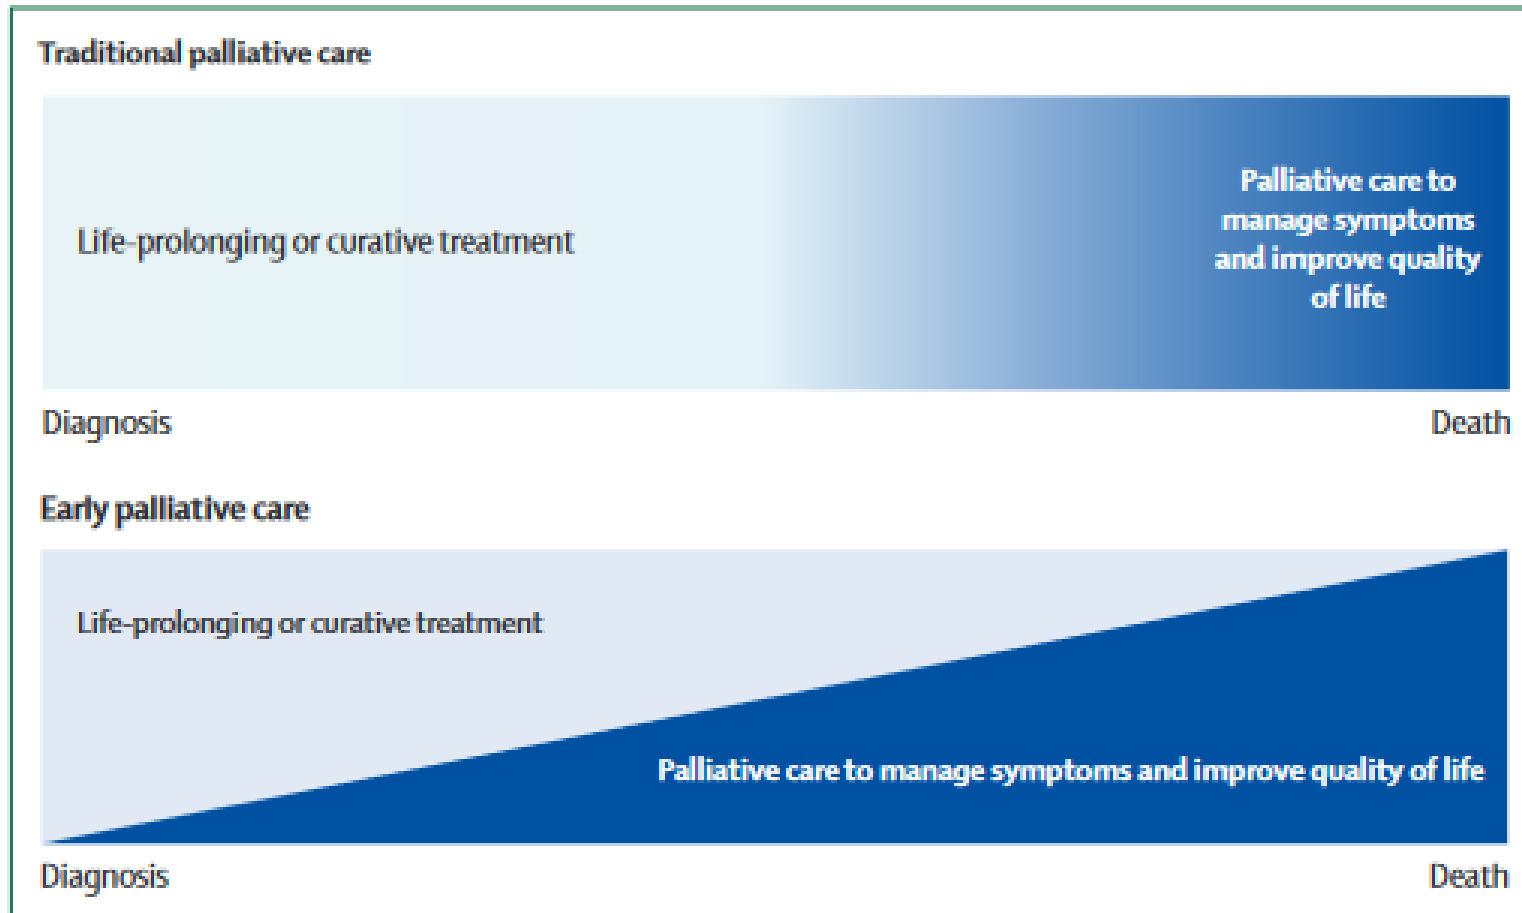 Traditional palliative care
Life-prolonging or curative treatment
Palliative care to
manage symptoms
and improve quality
of life
Diagnosis
Death
Early palliative care
Life-prolonging or curative treatment
Palliative care to manage symptoms and improve quality of life
Diagnosis
Death